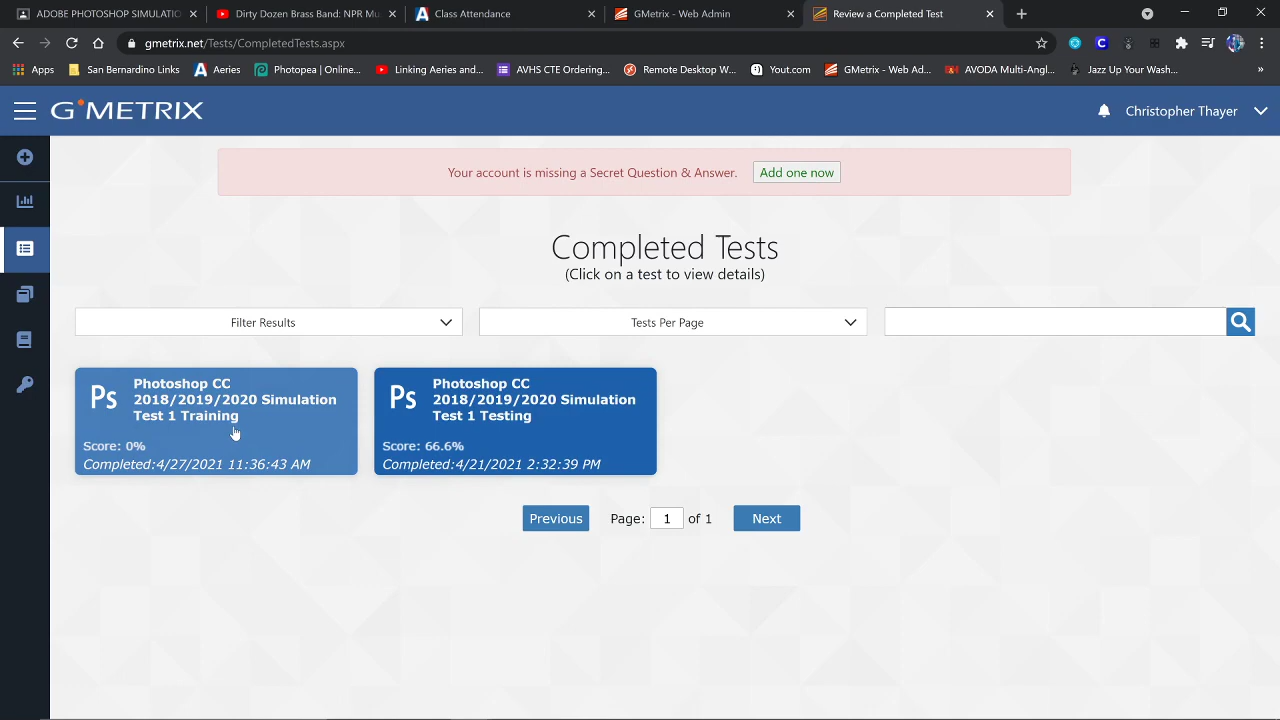 ADOBE PHOTOSHOP SIMULATION
Dirty Dozen Brass Band: NPR Mu
Class Attendance
GMetrix - Web Admin
Review a Completed Test
gmetrix.net/Tests/CompletedTests.aspx
Apps
San Bernardino Links
Aeries
Photopea | Online...
Linking Aeries and...
AVHS CTE Ordering...
Remote Desktop W...
Yout.com
GMetrix - Web Ad...
AVODA Multi-Angl...
Jazz Up Your Wash...
»
G METRIX
Christopher Thayer
Your account is missing a Secret Question & Answer.
Add one now
Completed Tests
(Click on a test to view details)
Filter Results
Tests Per Page
Ps
Photoshop CC
2018/2019/2020 Simulation
Test 1 Training
Score: 0%
Completed:4/27/2021 11:36:43 AM
Ps
Photoshop CC
2018/2019/2020 Simulation
Test 1 Testing
Score: 66.6%
Completed:4/21/2021 2:32:39 PM
Previous
Page: 1 of 1
Next